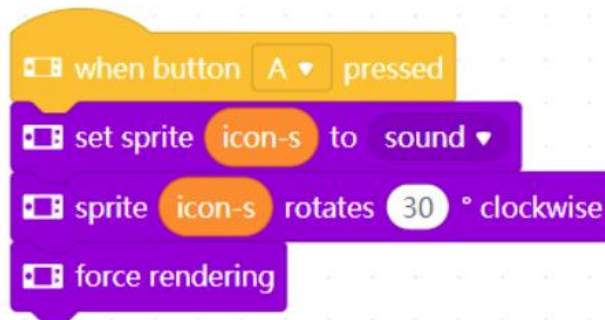 when button A pressed
set sprite icon-s to sound
sprite icon-s rotates 30 ° clockwise
force rendering